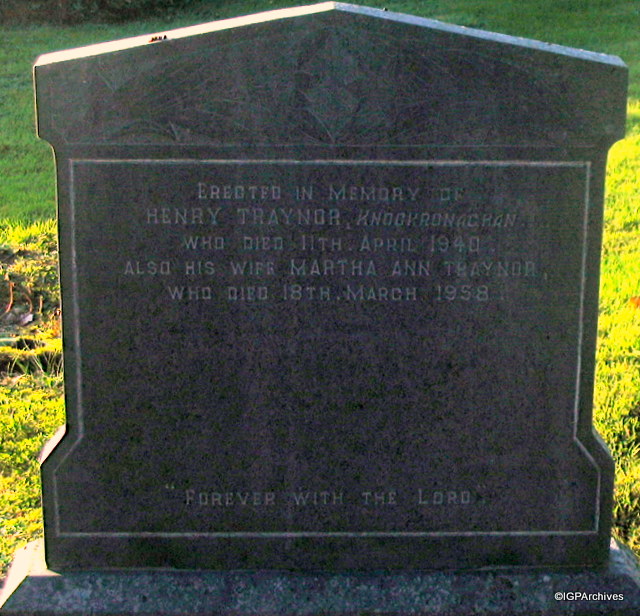 Erected in Memory of
HENRY TRAYNOR, KNOCKRONAGHAN
who died 11th. April 1940
also his wife MARTHA ANN TRAYNOR,
who died 18th. March 1958
"Forever with the Lord".
©IGPArchives